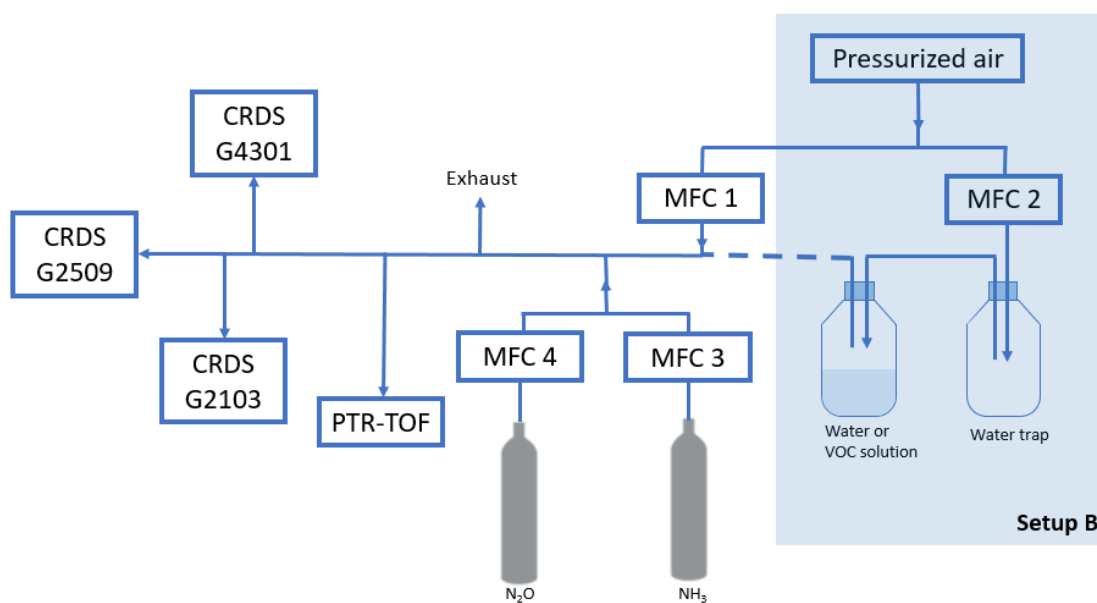 Pressurized air
CRDS
G4301
Exhaust
MFC 1
MFC 2
CRDS
G2509
CRDS
G2103
MFC 4
MFC 3
PTR-TOF
Water or
VOC solution
Water trap
Setup B
N₂O
NH₃